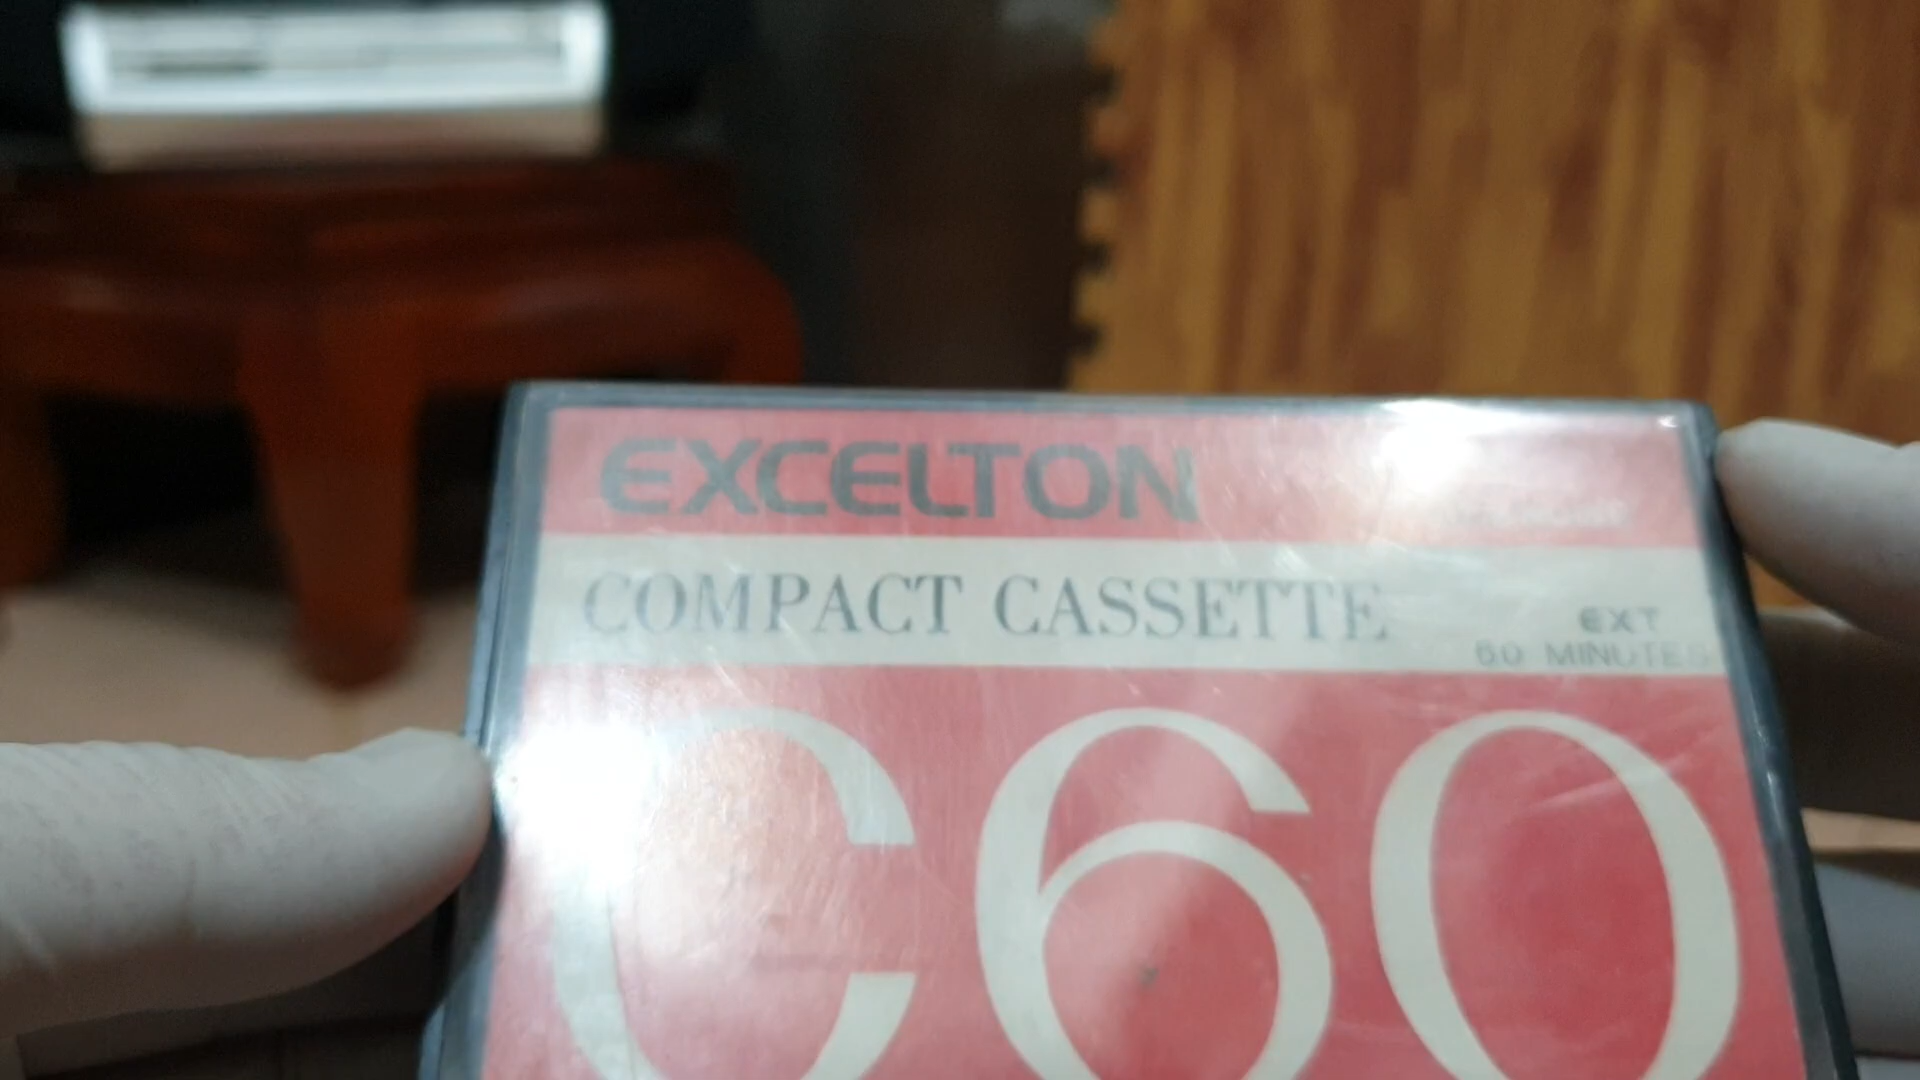 EXCELTON
COMPACT CASSETTE
EXT
60 MINUTES
C60